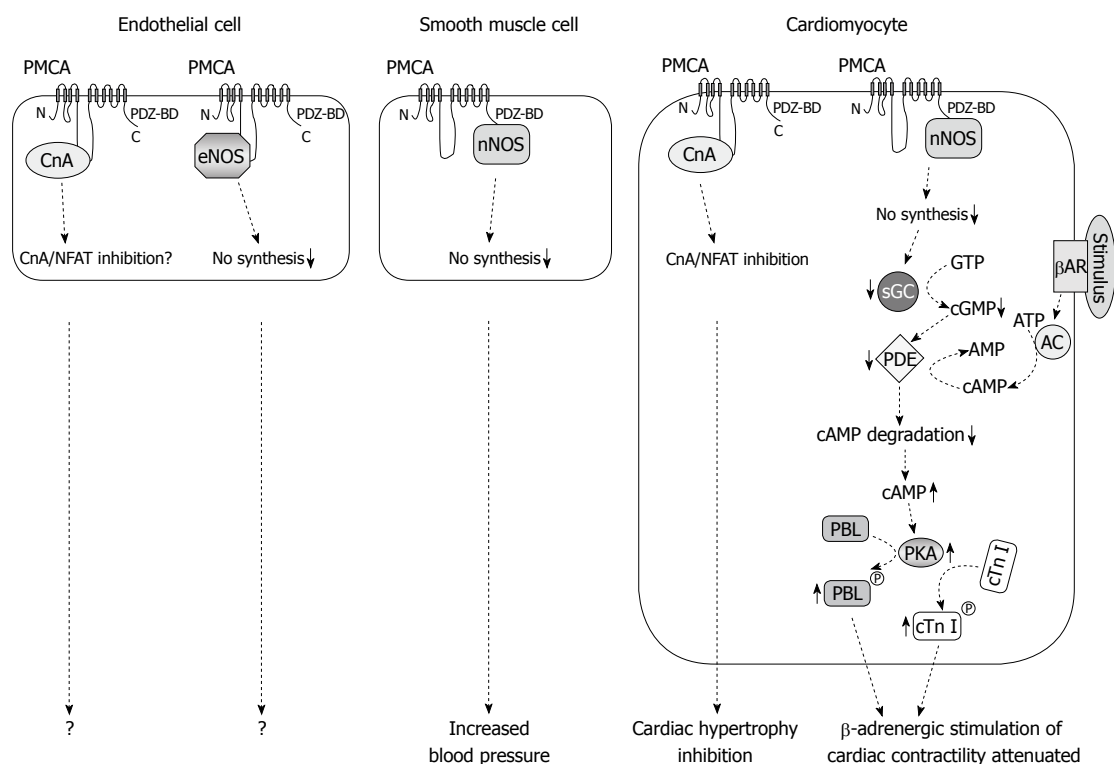 Endothelial cell
Smooth muscle cell
Cardiomyocyte
PMCA
PMCA
PMCA
PMCA
PMCA
N
PDZ-BD
C
N
PDZ-BD
C
N
PDZ-BD
N
PDZ-BD
C
N
PDZ-BD
CnA
eNOS
nNOS
CnA
nNOS
CnA/NFAT inhibition?
No synthesis
No synthesis
CnA/NFAT inhibition
No synthesis
Stimulus
βAR
GTP
sGC
cGMP
ATP
AC
AMP
PDE
cAMP
cAMP degradation
cAMP
PBL
PKA
cTn I
P
PBL
P
cTn I
?
?
Increased
blood pressure
Cardiac hypertrophy
inhibition
β-adrenergic stimulation of
cardiac contractility attenuated